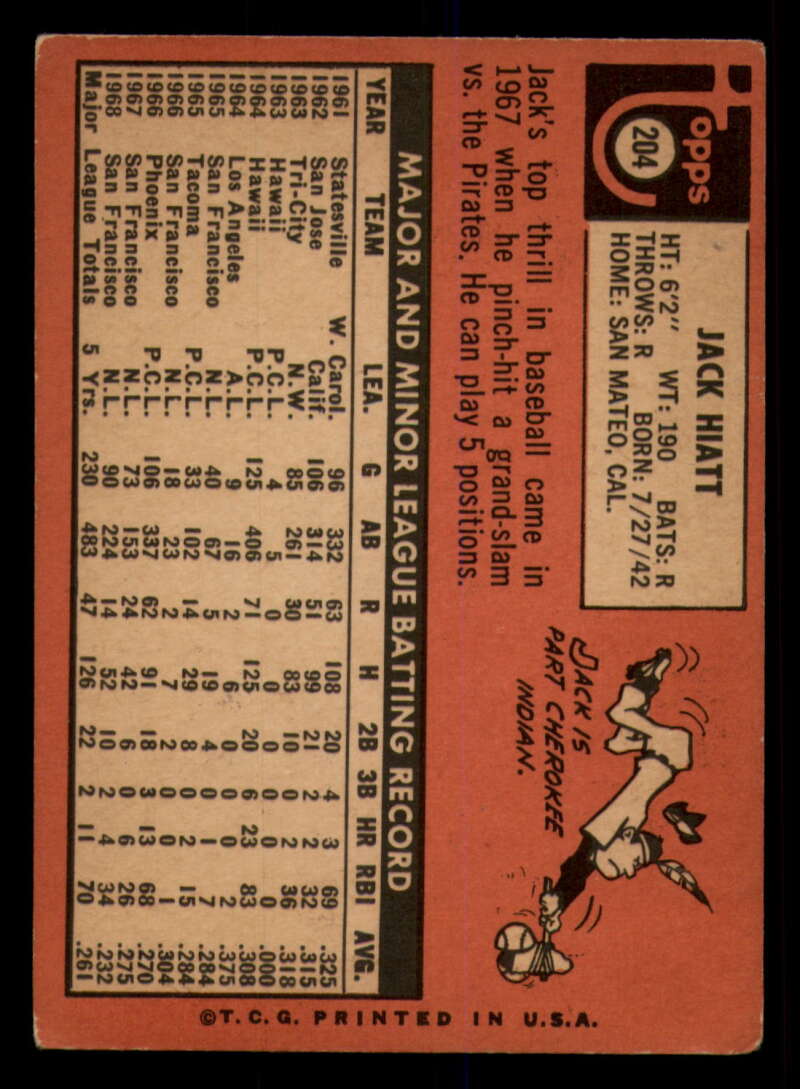 Topps
204
JACK HIATT
HT: 6'2" WT: 190 BATS: R
THROWS: R BORN: 7/27/42
HOME: SAN MATEO, CAL.
JACK IS
PART CHEROKEE
INDIAN.
Jack's top thrill in baseball came in
1967 when he pinch-hit a grand-slam
vs. the Pirates. He can play 5 positions.
MAJOR AND MINOR LEAGUE BATTING RECORD
YEAR TEAM LEA. G AB R H 2B 3B HR RBI AVG.
1961 Statesville W. Carol. 96 332 63 108 20 4 3 69 .325
1962 San Jose Calif. 106 314 51 99 21 2 2 32 .315
1963 Tri-City N.W. 85 261 30 83 10 0 2 36 .318
1963 Hawaii P.C.L. 4 5 0 0 0 0 0 0 .000
1964 Hawaii P.C.L. 125 406 71 125 20 6 23 83 .308
1964 Los Angeles A.L. 9 16 2 6 0 0 0 2 .375
1965 San Francisco N.L. 40 67 5 19 4 0 1 7 .284
1965 Tacoma P.C.L. 33 102 14 29 8 0 2 15 .284
1966 San Francisco N.L. 18 23 2 7 2 0 0 1 .304
1966 Phoenix P.C.L. 106 337 62 91 18 3 13 68 .270
1967 San Francisco N.L. 73 153 24 42 6 0 6 26 .275
1968 San Francisco N.L. 90 224 14 52 10 2 4 34 .232
Major League Totals 5 Yrs. 230 483 47 126 22 2 11 70 .261
©T.C.G. PRINTED IN U.S.A.